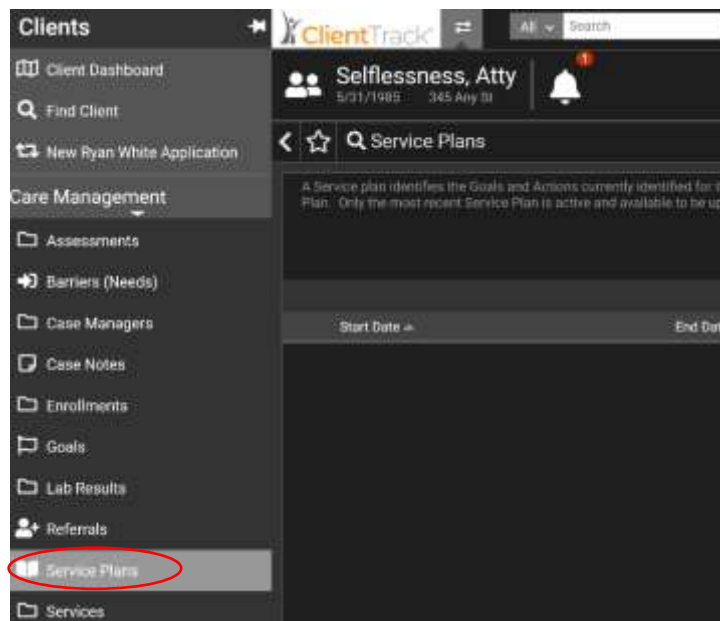 Clients
Client Dashboard
Find Client
New Ryan White Application
Care Management
Assessments
Barriers (Needs)
Case Managers
Case Notes
Enrollments
Goals
Lab Results
Referrals
Service Plans
Services
ClientTrack
All
Search
Selflessness, Atty
5/31/1985 345 Any St
1
Service Plans
A Service plan identifies the Goals and Actions currently identified for
Plan. Only the most recent Service Plan is active and available to be up
Start Date
End Dat